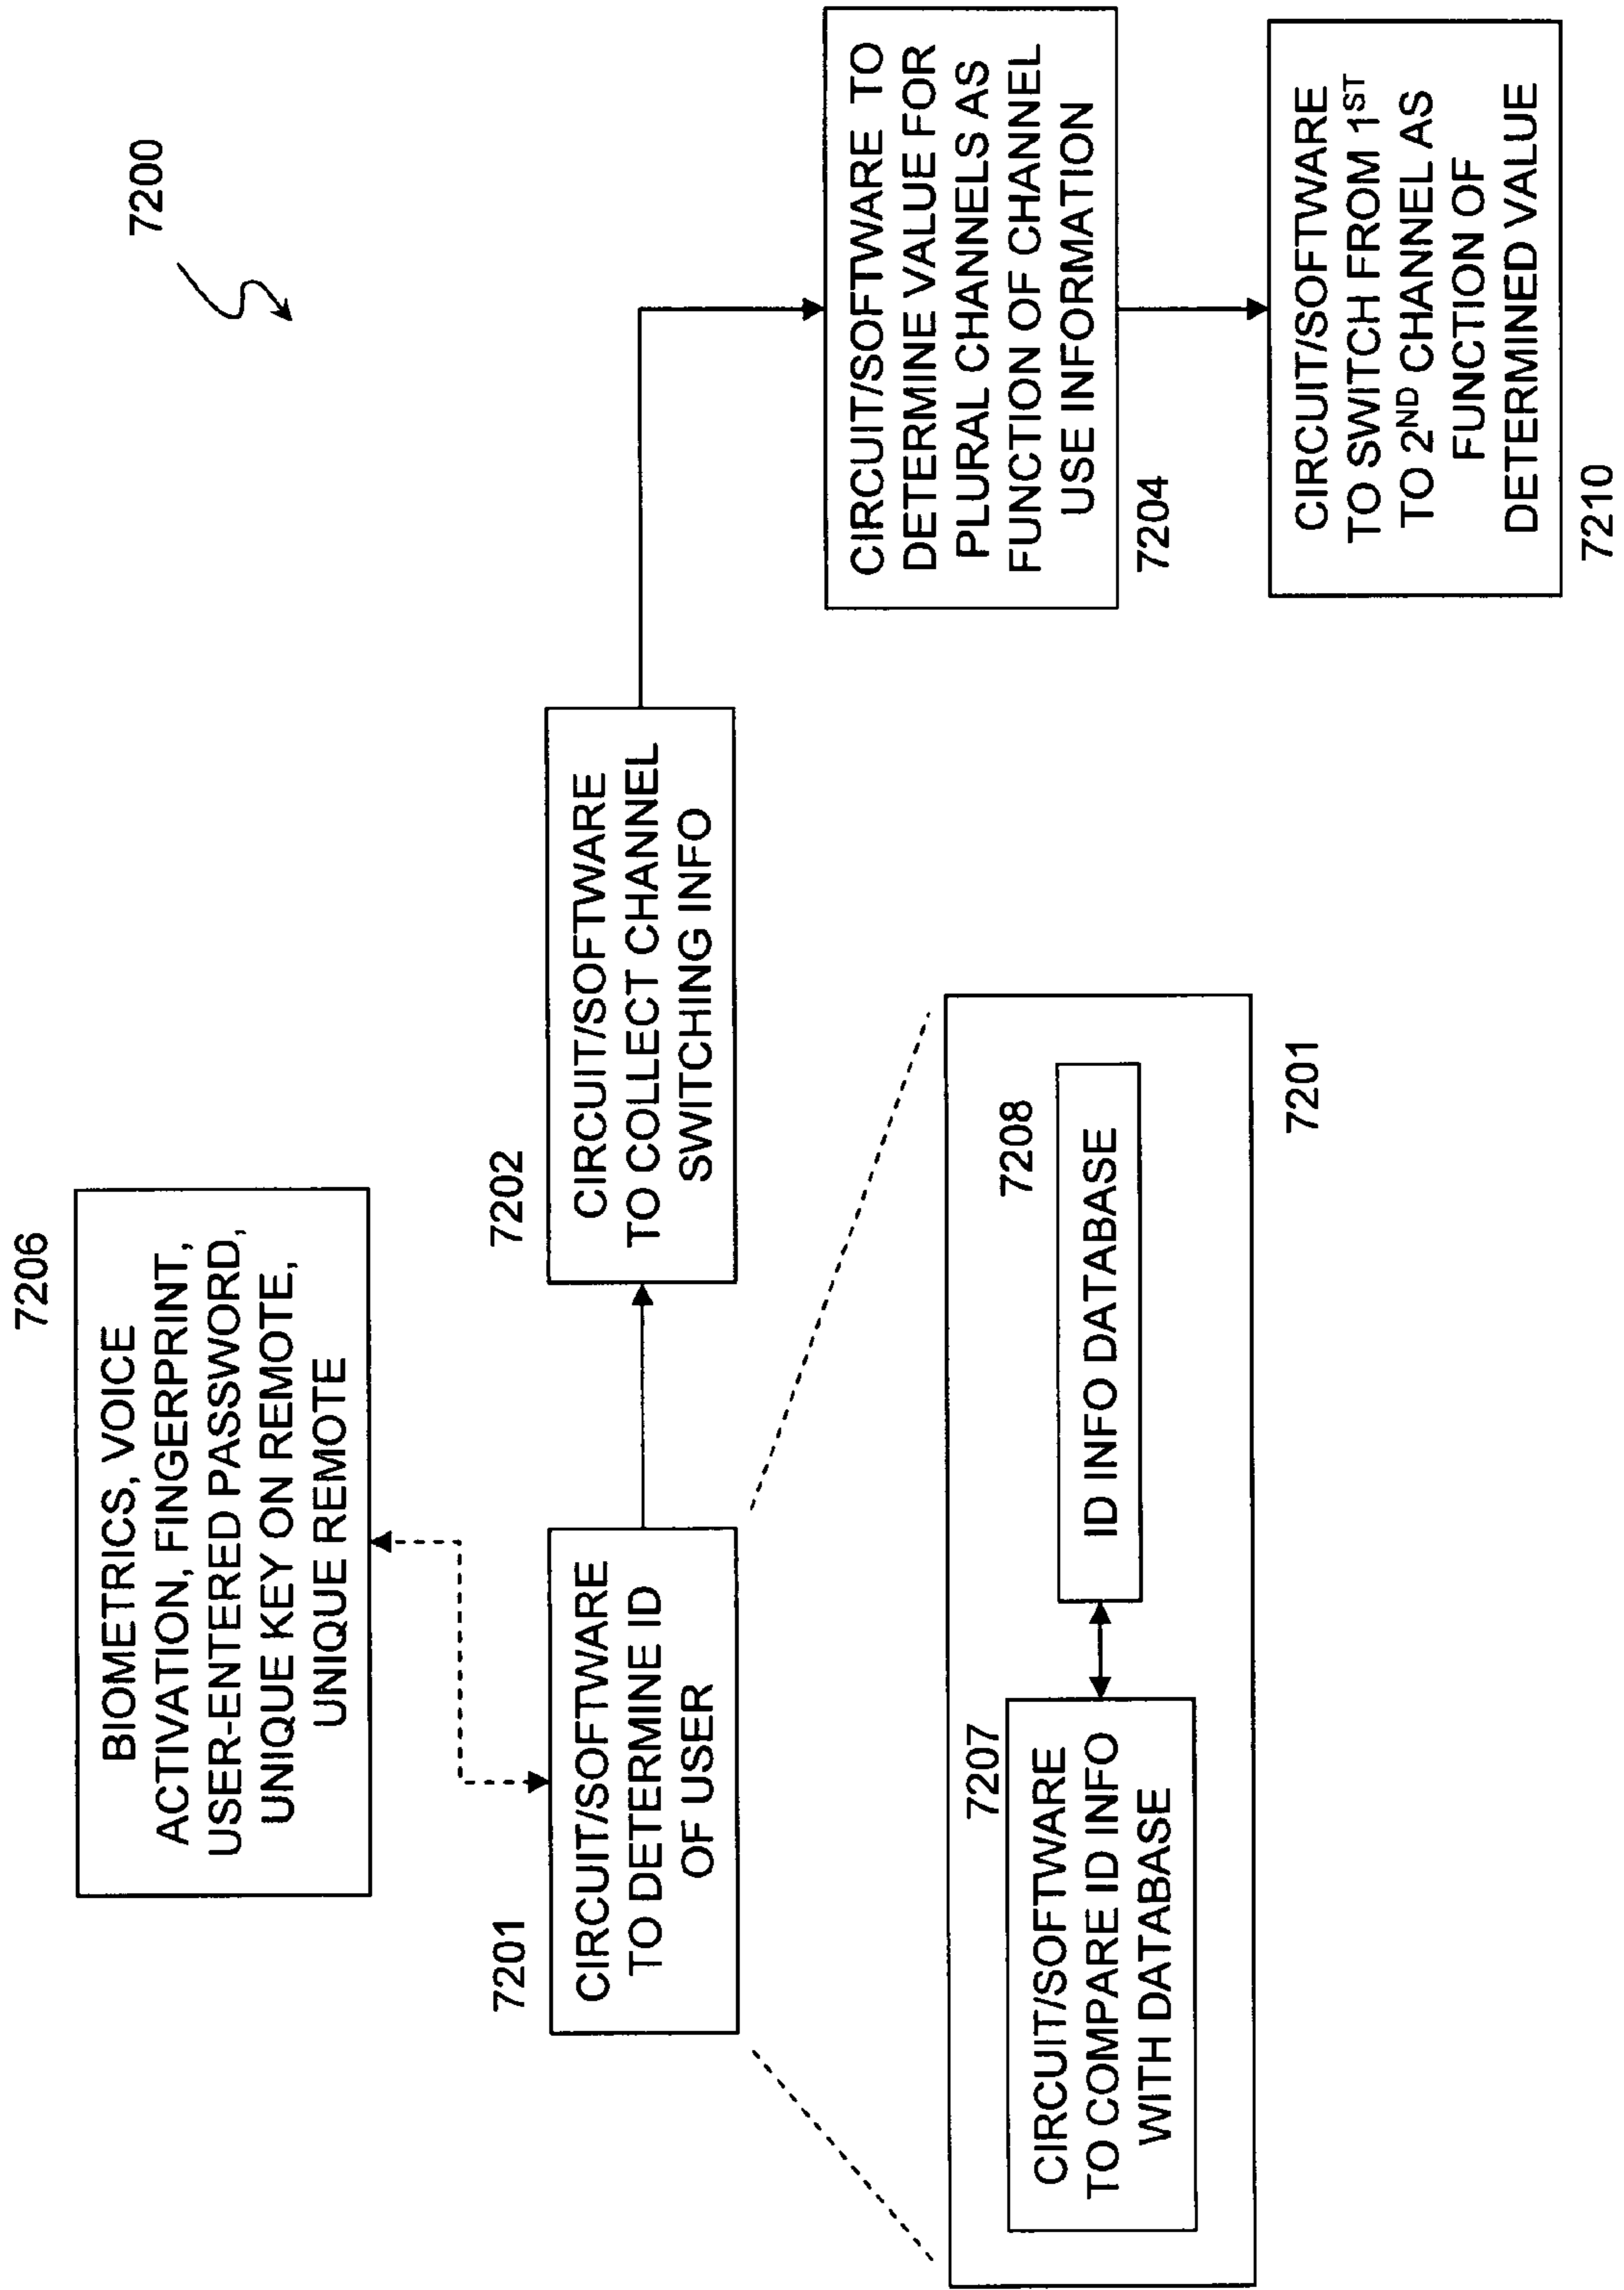 7200
7206
BIOMETRICS, VOICE
ACTIVATION, FINGERPRINT,
USER-ENTERED PASSWORD,
UNIQUE KEY ON REMOTE,
UNIQUE REMOTE
7201
CIRCUIT/SOFTWARE
TO DETERMINE ID
OF USER
7202
CIRCUIT/SOFTWARE
TO COLLECT CHANNEL
SWITCHING INFO
CIRCUIT/SOFTWARE TO
DETERMINE VALUE FOR
PLURAL CHANNELS AS
FUNCTION OF CHANNEL
USE INFORMATION
7204
CIRCUIT/SOFTWARE
TO SWITCH FROM 1ST
TO 2ND CHANNEL AS
FUNCTION OF
DETERMINED VALUE
7210
7207
CIRCUIT/SOFTWARE
TO COMPARE ID INFO
WITH DATABASE
7208
ID INFO DATABASE
7201